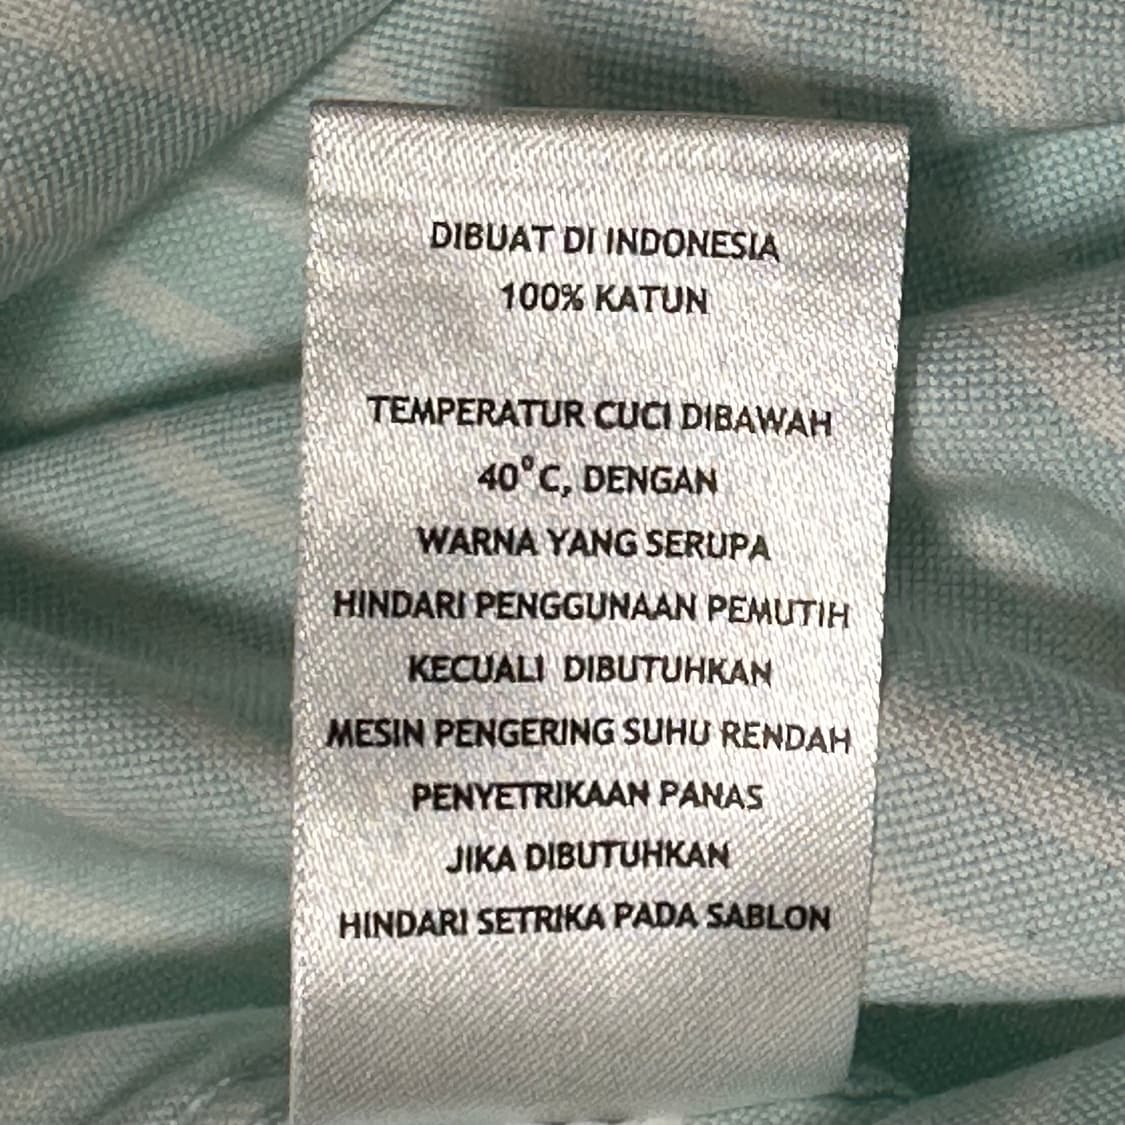 DIBUAT DI INDONESIA
100% KATUN
TEMPERATUR CUCI DIBAWAH
40°C, DENGAN
WARNA YANG SERUPA
HINDARI PENGGUNAAN PEMUTIH
KECUALI DIBUTUHKAN
MESIN PENGERING SUHU RENDAH
PENYETRIKAAN PANAS
JIKA DIBUTUHKAN
HINDARI SETRIKA PADA SABLON